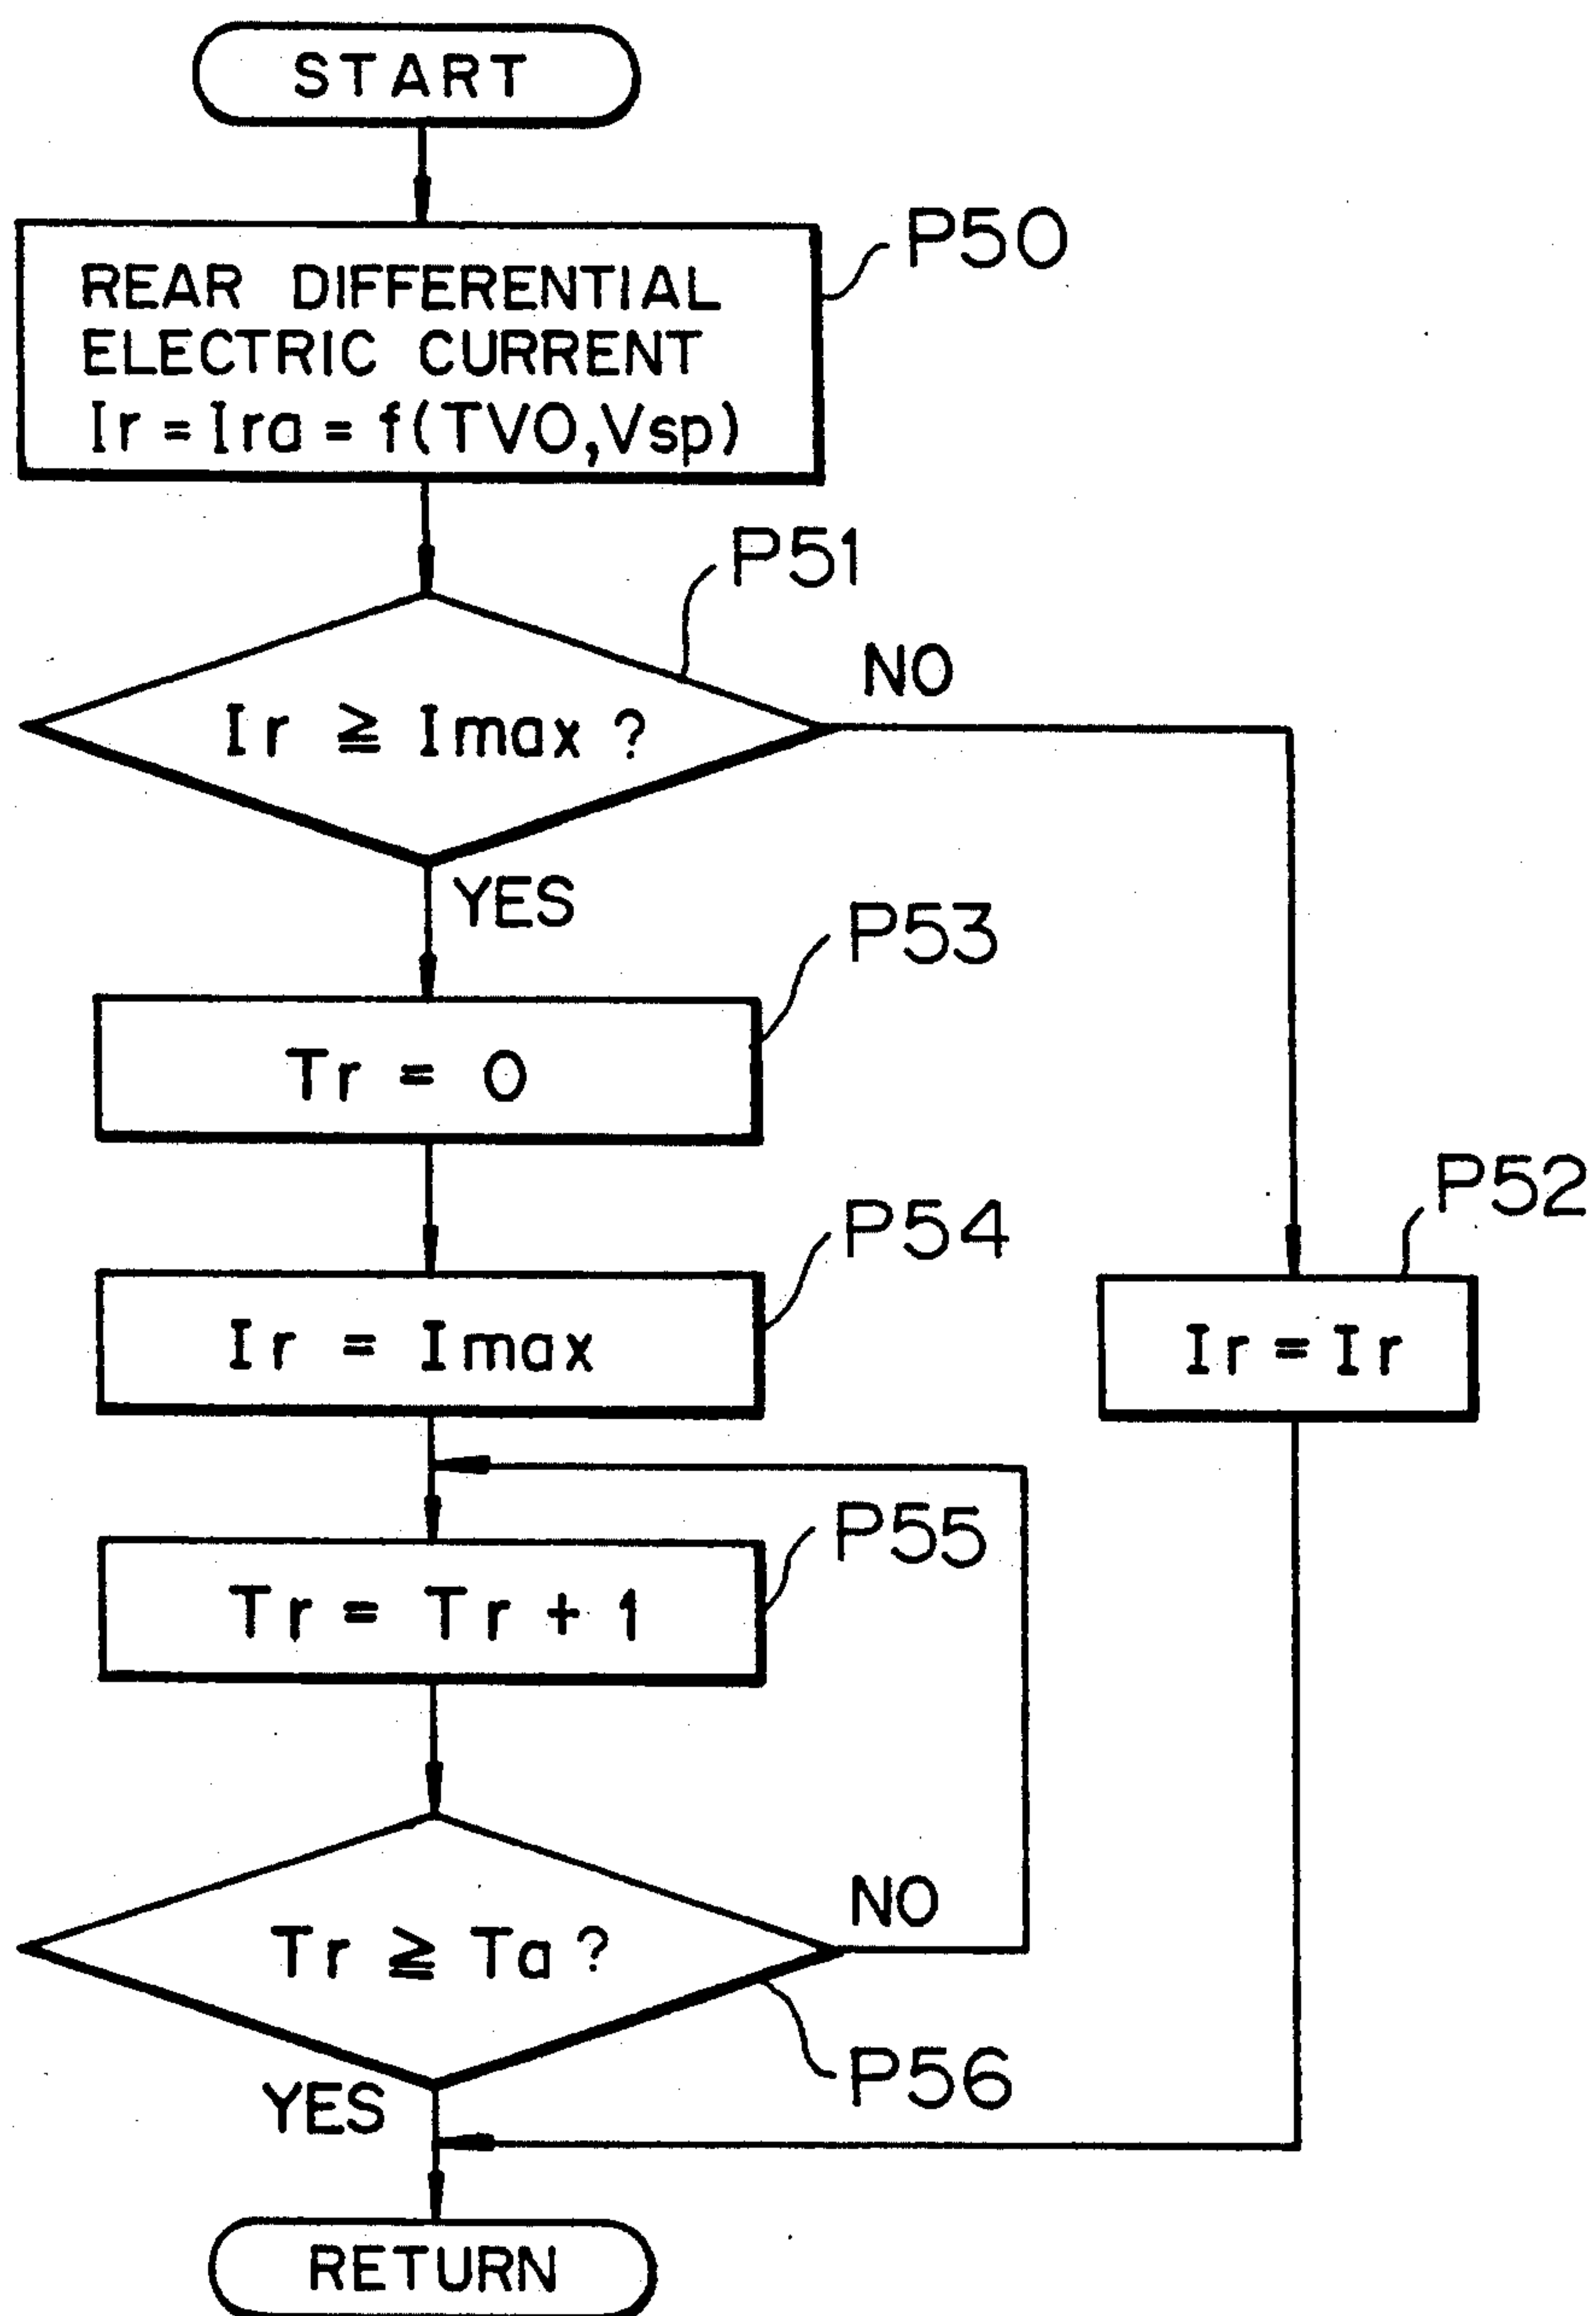 START
P50
REAR DIFFERENTIAL
ELECTRIC CURRENT
Ir = Ira = f(TVO,Vsp)
P51
NO
Ir ≧ Imax ?
YES
P53
Tr = 0
P52
P54
Ir = Imax
Ir = Ir
P55
Tr = Tr + 1
NO
Tr ≧ Ta ?
P56
YES
RETURN